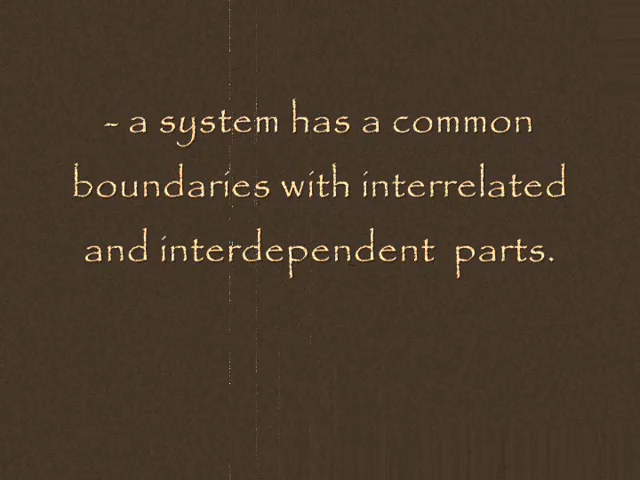 - a system has a common
boundaries with interrelated
and interdependent  parts.